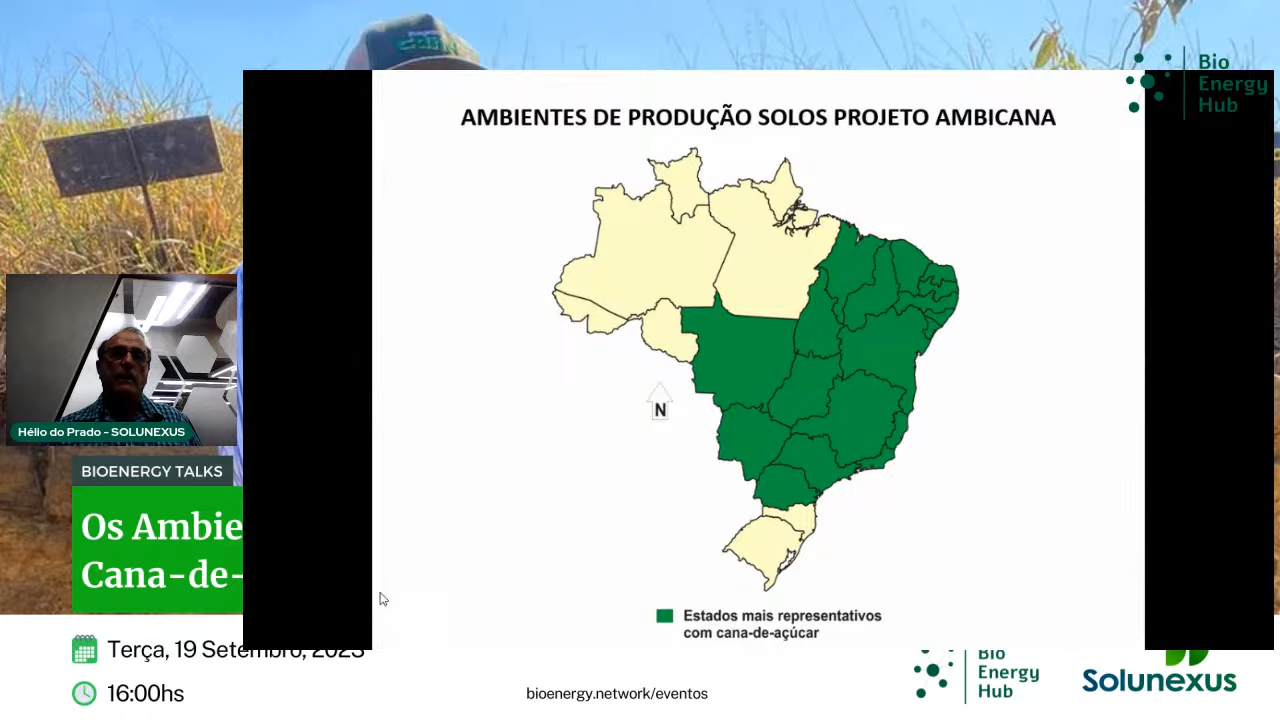 Bio
Energy
Hub
AMBIENTES DE PRODUÇÃO SOLOS PROJETO AMBICANA
N
Estados mais representativos
com cana-de-açúcar
Hélio do Prado - SOLUNEXUS
BIOENERGY TALKS
Os Ambie
Cana-de-
Terça, 19 Setembro, 2023
16:00hs
bioenergy.network/eventos
Bio
Energy
Hub
Solunexus